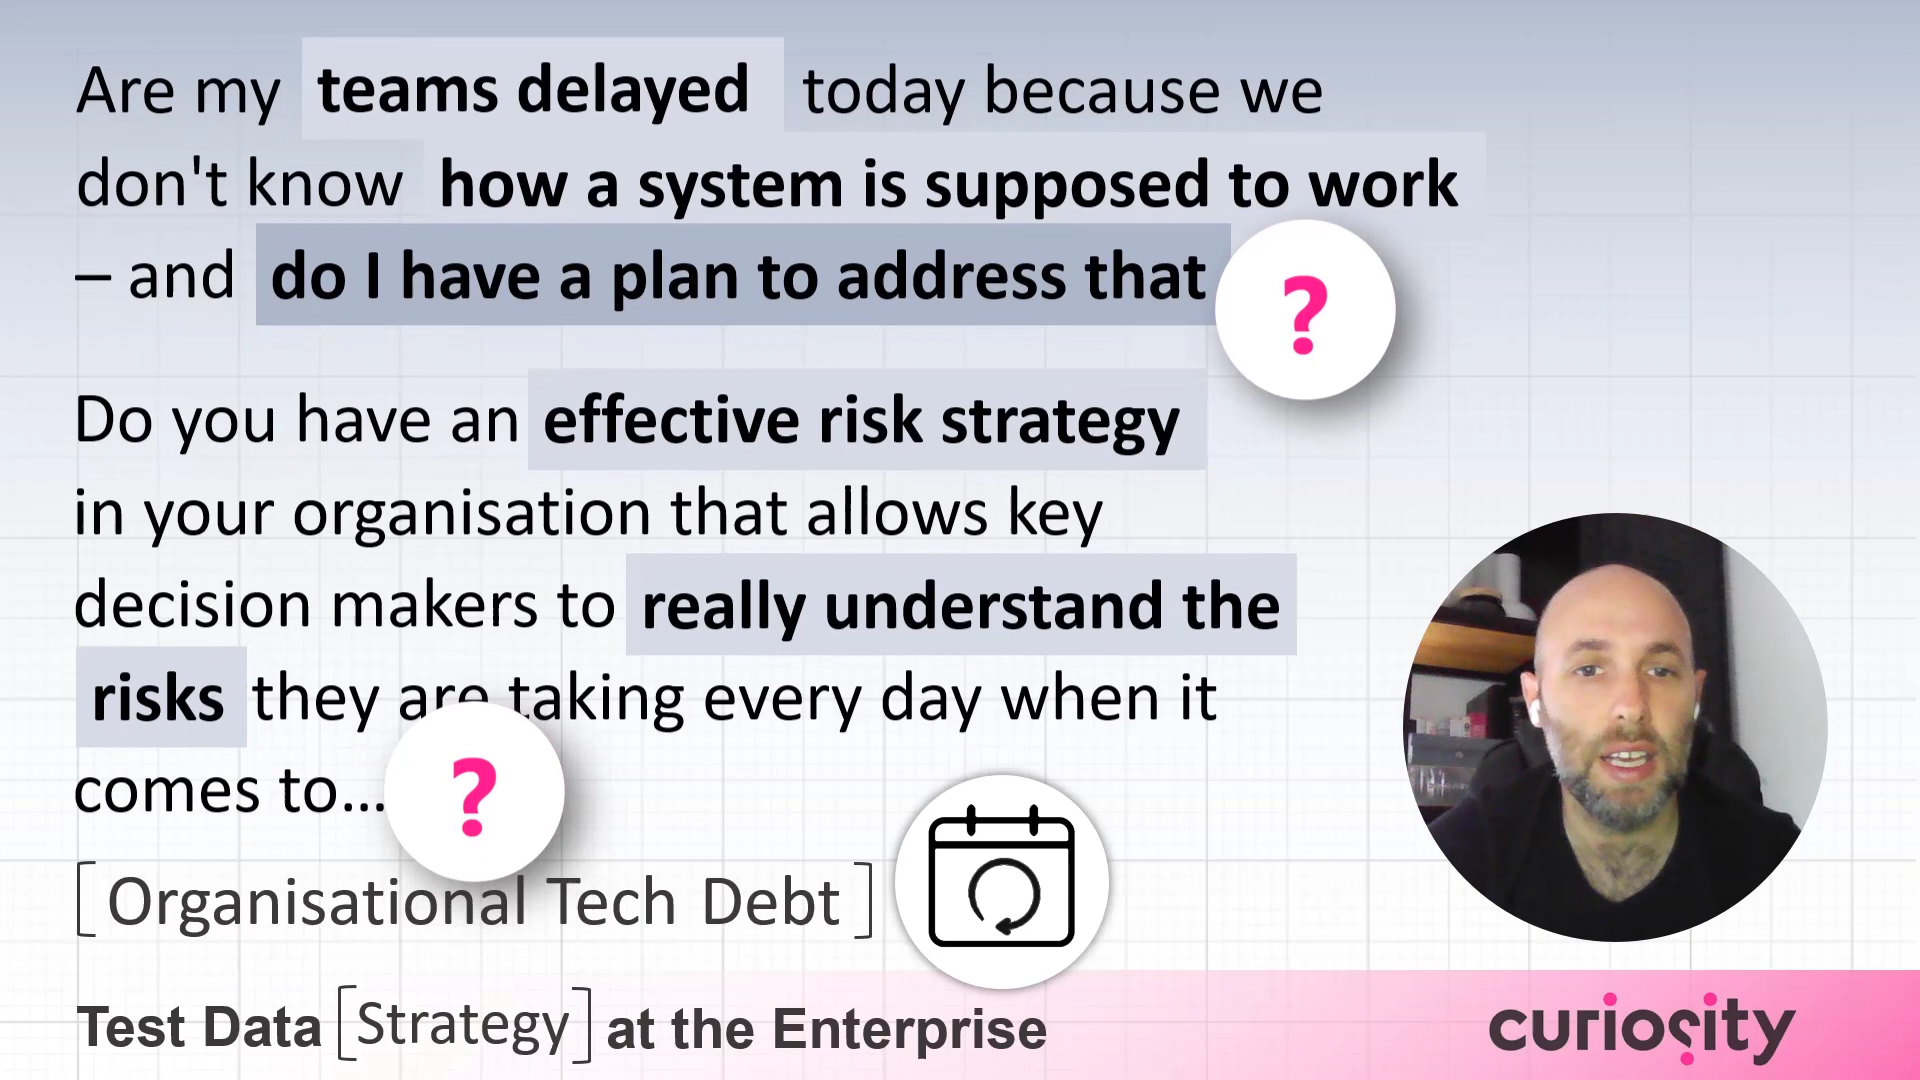 Are my teams delayed today because we
don't know how a system is supposed to work
– and do I have a plan to address that
?
Do you have an effective risk strategy
in your organisation that allows key
decision makers to really understand the
risks they are taking every day when it
comes to...
?
[Organisational Tech Debt]
Test Data [Strategy] at the Enterprise
curiosity